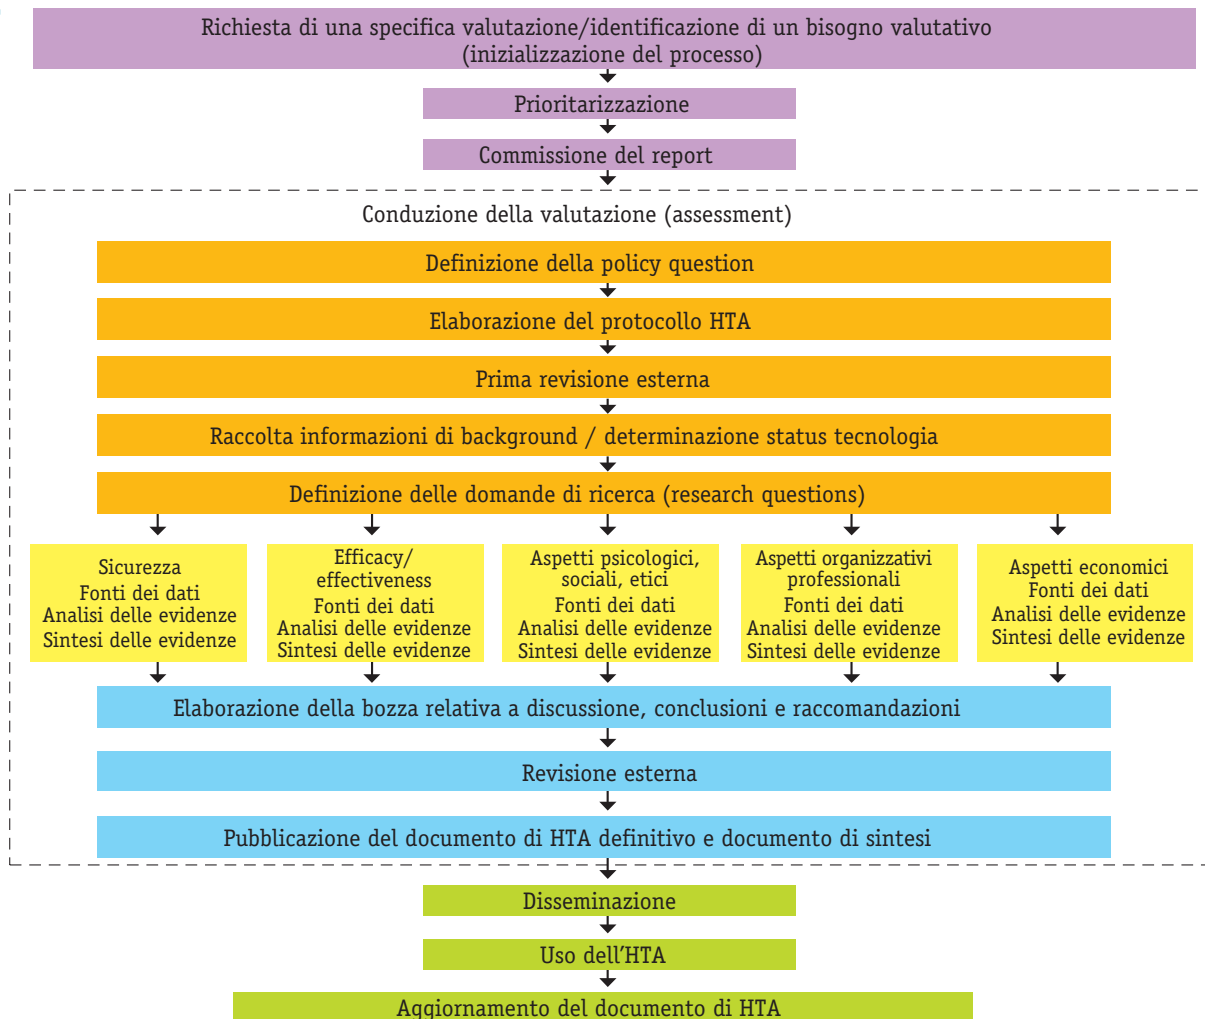 Richiesta di una specifica valutazione/identificazione di un bisogno valutativo
(inizializzazione del processo)
Prioritarizzazione
Commissione del report
Conduzione della valutazione (assessment)
Definizione della policy question
Elaborazione del protocollo HTA
Prima revisione esterna
Raccolta informazioni di background / determinazione status tecnologia
Definizione delle domande di ricerca (research questions)
Sicurezza
Fonti dei dati
Analisi delle evidenze
Sintesi delle evidenze
Efficacy/
effectiveness
Fonti dei dati
Analisi delle evidenze
Sintesi delle evidenze
Aspetti psicologici,
sociali, etici
Fonti dei dati
Analisi delle evidenze
Sintesi delle evidenze
Aspetti organizzativi
professionali
Fonti dei dati
Analisi delle evidenze
Sintesi delle evidenze
Aspetti economici
Fonti dei dati
Analisi delle evidenze
Sintesi delle evidenze
Elaborazione della bozza relativa a discussione, conclusioni e raccomandazioni
Revisione esterna
Pubblicazione del documento di HTA definitivo e documento di sintesi
Disseminazione
Uso dell'HTA
Aggiornamento del documento di HTA